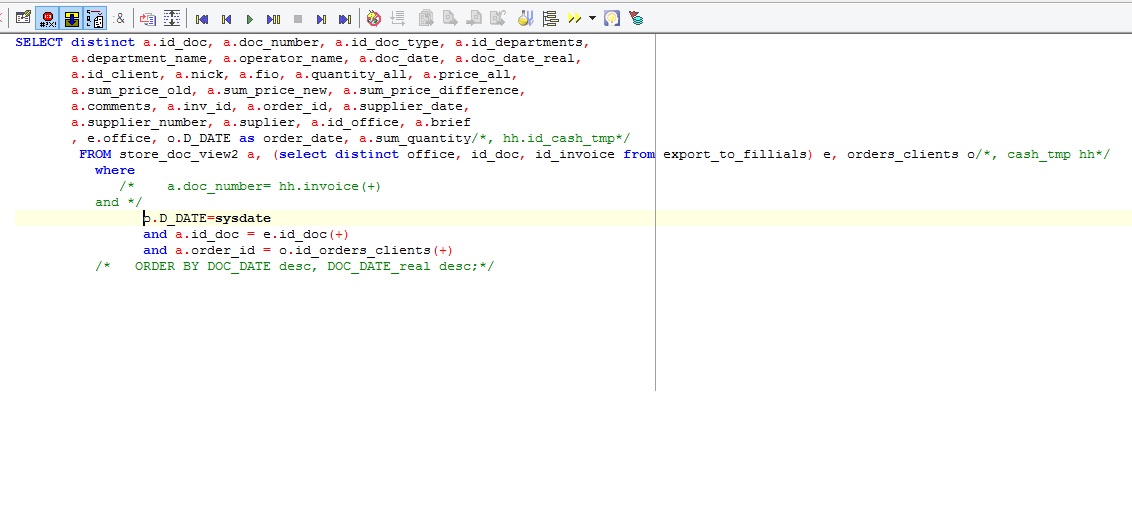 SELECT distinct a.id_doc, a.doc_number, a.id_doc_type, a.id_departments,
a.department_name, a.operator_name, a.doc_date, a.doc_date_real,
a.id_client, a.nick, a.fio, a.quantity_all, a.price_all,
a.sum_price_old, a.sum_price_new, a.sum_price_difference,
a.comments, a.inv_id, a.order_id, a.supplier_date,
a.supplier_number, a.suplier, a.id_office, a.brief
, e.office, o.D_DATE as order_date, a.sum_quantity/*, hh.id_cash_tmp*/
FROM store_doc_view2 a, (select distinct office, id_doc, id_invoice from export_to_fillials) e, orders_clients o/*, cash_tmp hh*/
where
/* a.doc_number= hh.invoice(+)
and */
o.D_DATE=sysdate
and a.id_doc = e.id_doc(+)
and a.order_id = o.id_orders_clients(+)
/* ORDER BY DOC_DATE desc, DOC_DATE_real desc;*/